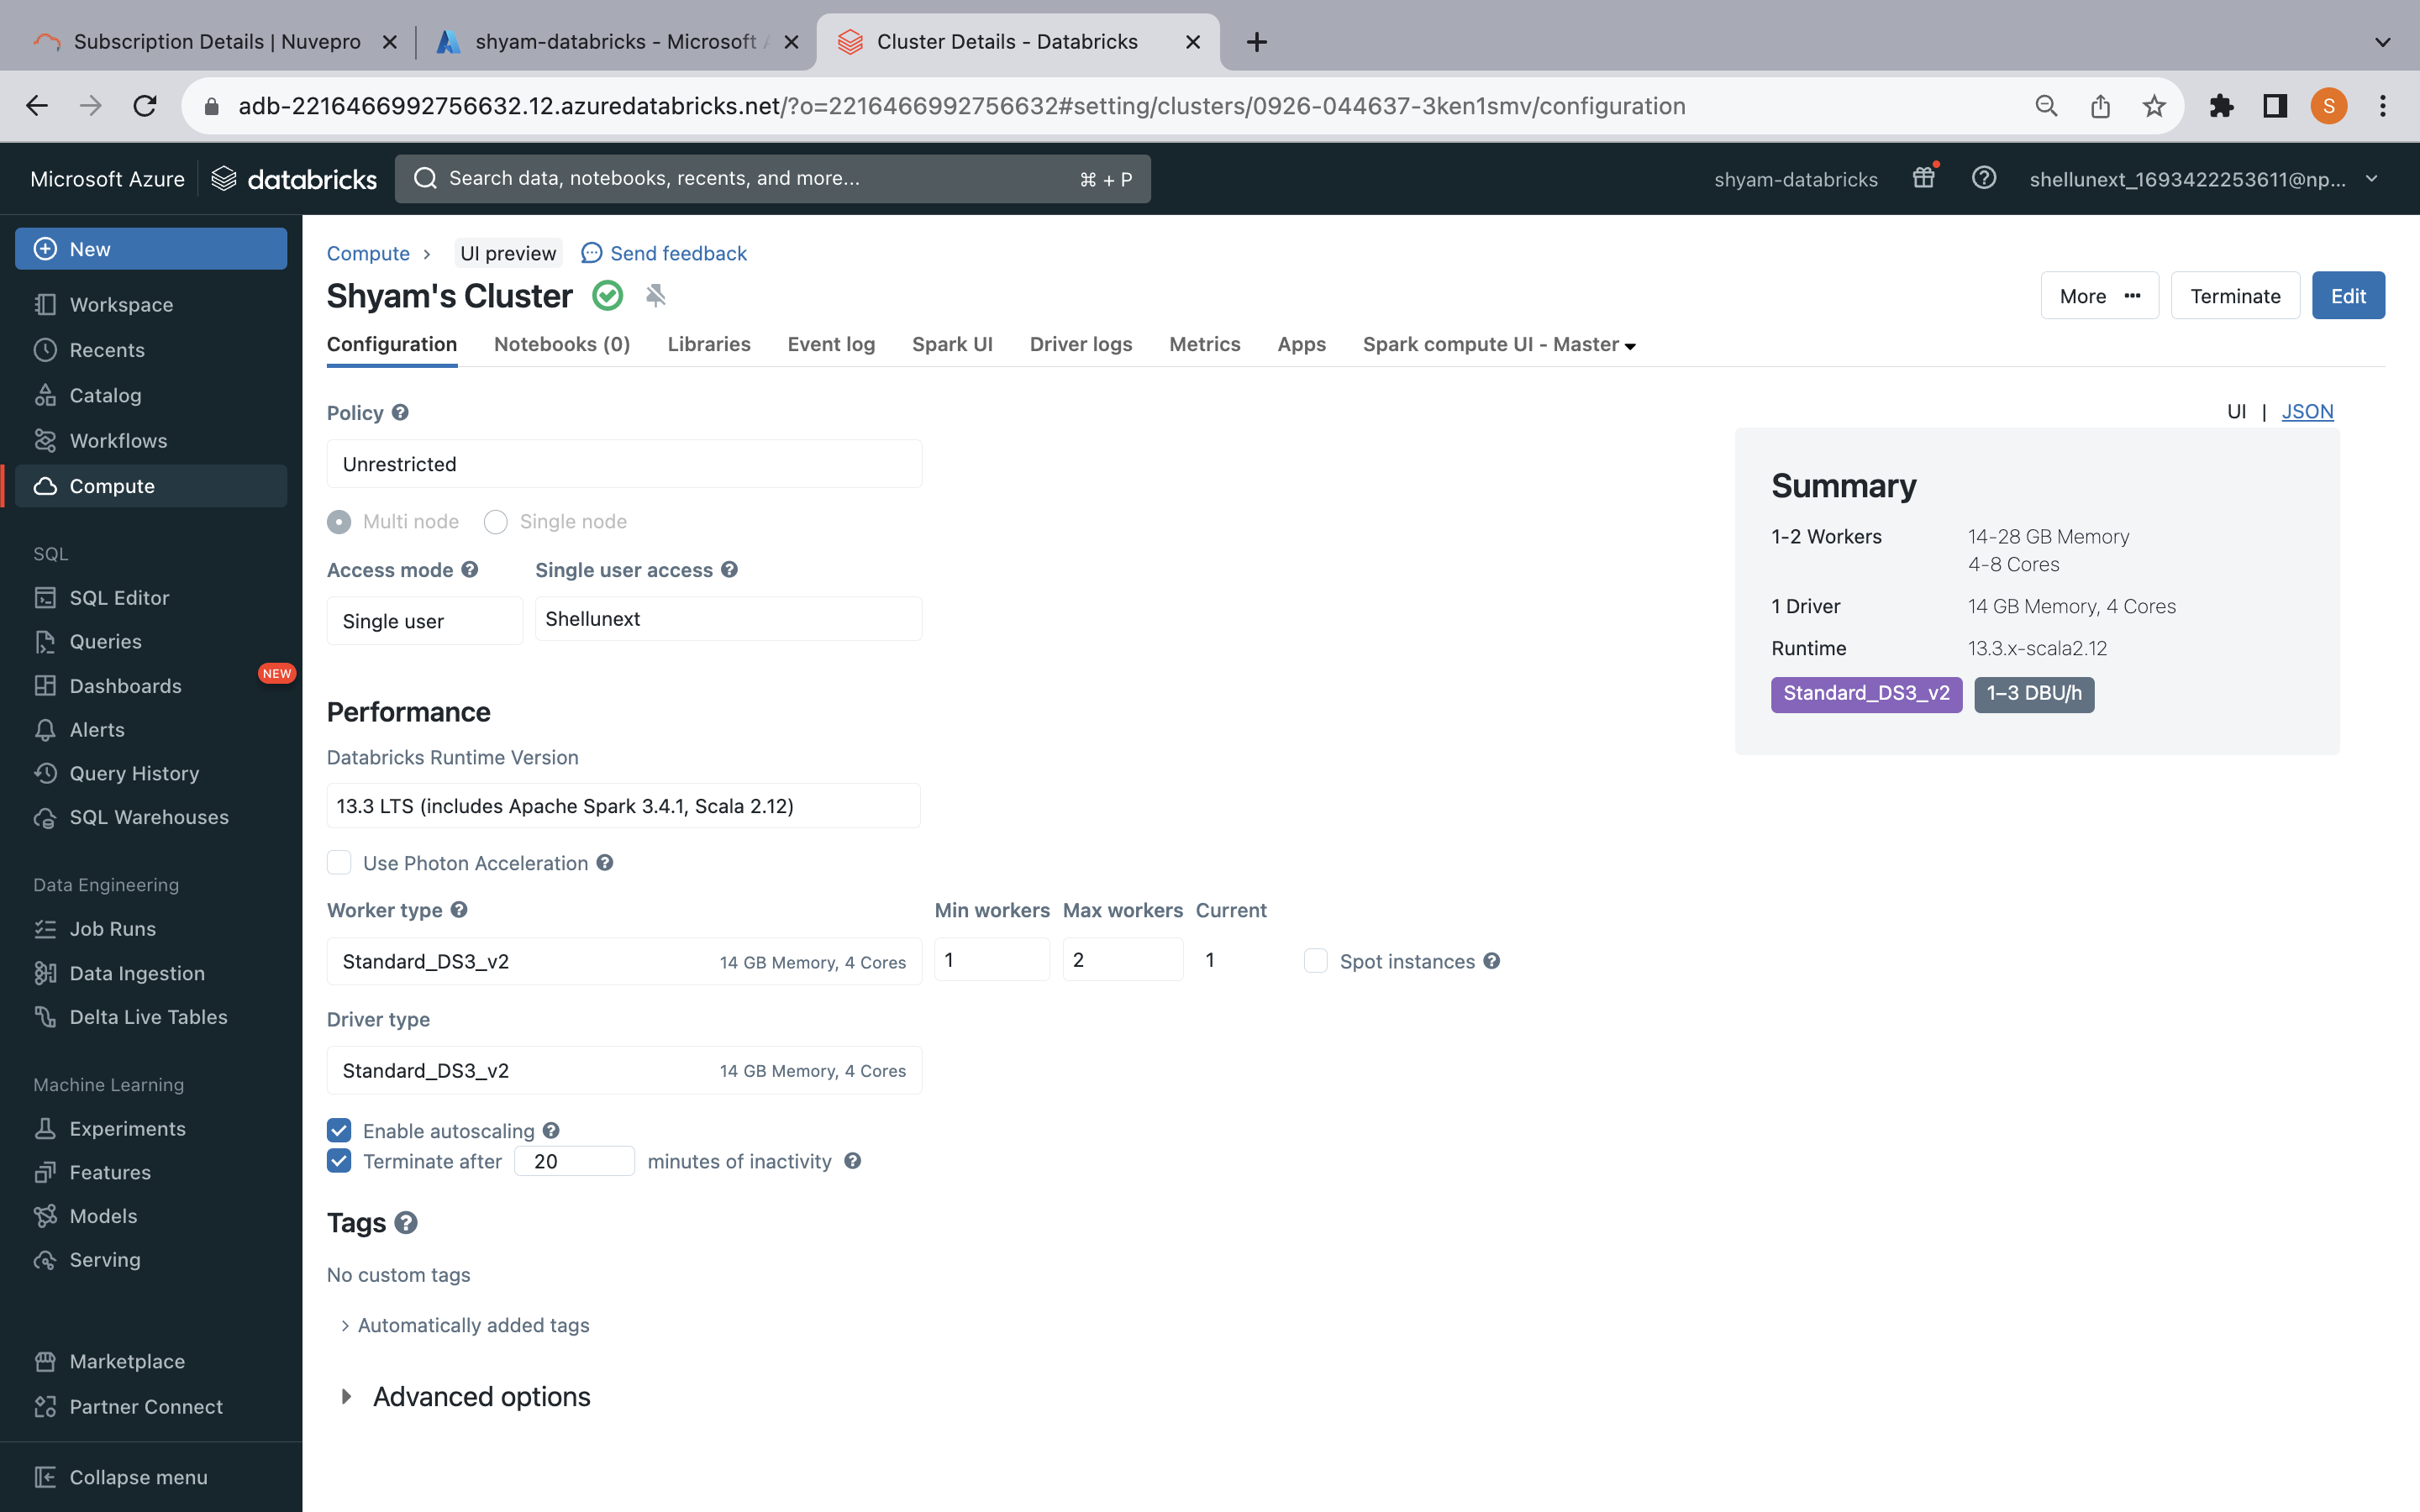 Subscription Details | Nuvepro
shyam-databricks - Microsoft
Cluster Details - Databricks
adb-2216466992756632.12.azuredatabricks.net/?o=2216466992756632#setting/clusters/0926-044637-3ken1smv/configuration
S
Microsoft Azure
databricks
Search data, notebooks, recents, and more...
⌘ + P
shyam-databricks
shellunext_1693422253611@np...
New
Workspace
Recents
Catalog
Workflows
Compute
SQL
SQL Editor
Queries
Dashboards
NEW
Alerts
Query History
SQL Warehouses
Data Engineering
Job Runs
Data Ingestion
Delta Live Tables
Machine Learning
Experiments
Features
Models
Serving
Marketplace
Partner Connect
Collapse menu
Compute > UI preview Send feedback
Shyam's Cluster
More ···
Terminate
Edit
Configuration Notebooks (0) Libraries Event log Spark UI Driver logs Metrics Apps Spark compute UI - Master
Policy
Unrestricted
Multi node Single node
Access mode Single user access
Single user Shellunext
Performance
Databricks Runtime Version
13.3 LTS (includes Apache Spark 3.4.1, Scala 2.12)
Use Photon Acceleration
Worker type Min workers Max workers Current
Standard_DS3_v2 14 GB Memory, 4 Cores 1 2 1 Spot instances
Driver type
Standard_DS3_v2 14 GB Memory, 4 Cores
Enable autoscaling
Terminate after 20 minutes of inactivity
Tags
No custom tags
> Automatically added tags
Advanced options
UI | JSON
Summary
1-2 Workers 14-28 GB Memory
4-8 Cores
1 Driver 14 GB Memory, 4 Cores
Runtime 13.3.x-scala2.12
Standard_DS3_v2 1–3 DBU/h